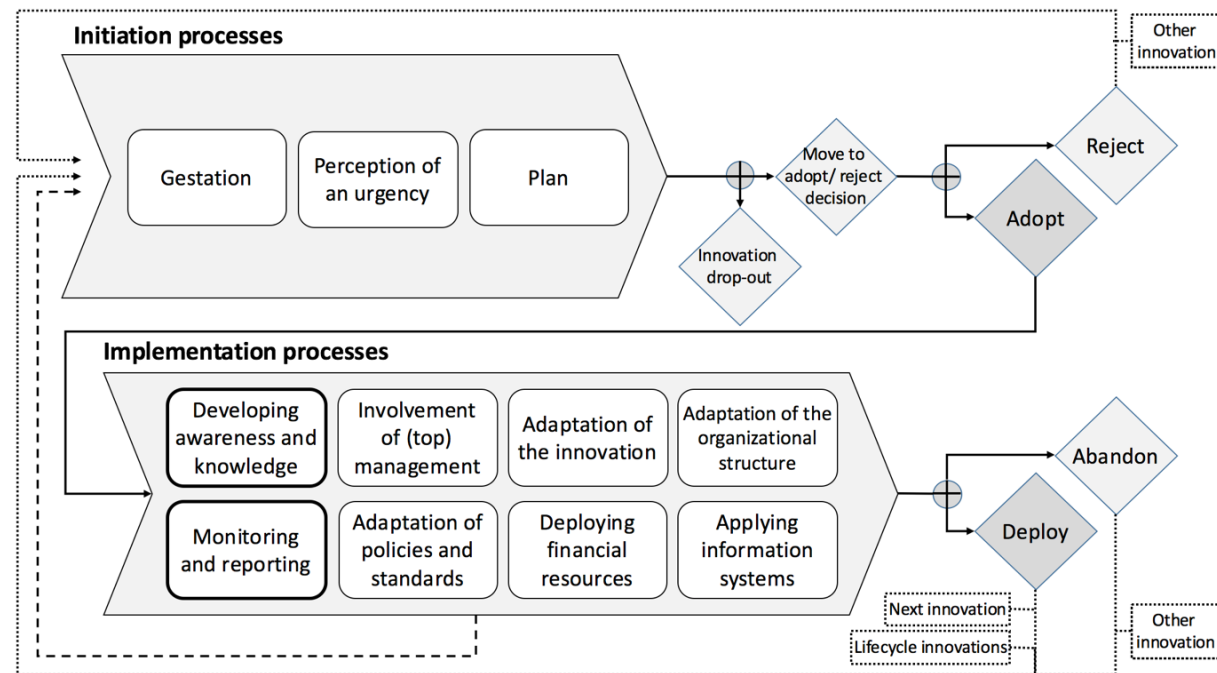 Initiation processes
Other
innovation
Gestation
Perception of
an urgency
Plan
Move to
adopt/ reject
decision
Reject
Adopt
Innovation
drop-out
Implementation processes
Developing
awareness and
knowledge
Involvement
of (top)
management
Adaptation of
the innovation
Adaptation of the
organizational
structure
Abandon
Monitoring
and reporting
Adaptation of
policies and
standards
Deploying
financial
resources
Applying
information
systems
Deploy
Next innovation
Lifecycle innovations
Other
innovation